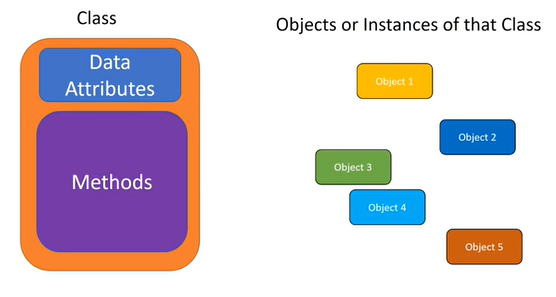 Class
Data
Attributes
Methods
Objects or Instances of that Class
Object 1
Object 2
Object 3
Object 4
Object 5